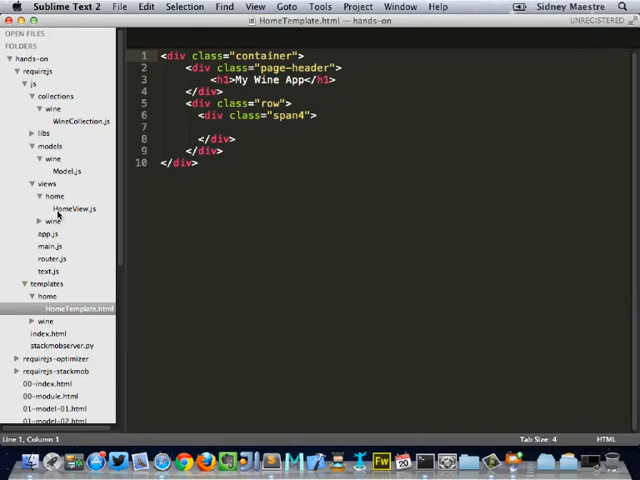 Sublime Text 2 File Edit Selection Find View Goto Tools Project Window Help Sidney Maestre
HomeTemplate.html — hands-on
UNREGISTERED
OPEN FILES
FOLDERS
hands-on
requirejs
js
collections
wine
WineCollection.js
libs
models
wine
Model.js
views
home
HomeView.js
wine
app.js
main.js
router.js
text.js
templates
home
HomeTemplate.html
wine
index.html
stackmobserver.py
requirejs-optimizer
requirejs-stackmob
00-index.html
00-module.html
01-model-01.html
01-model-02.html
1 <div class="container">
2 <div class="page-header">
3 <h1>My Wine App</h1>
4 </div>
5 <div class="row">
6 <div class="span4">
7
8 </div>
9 </div>
10 </div>
Line 1, Column 1
Tab Size: 4
HTML